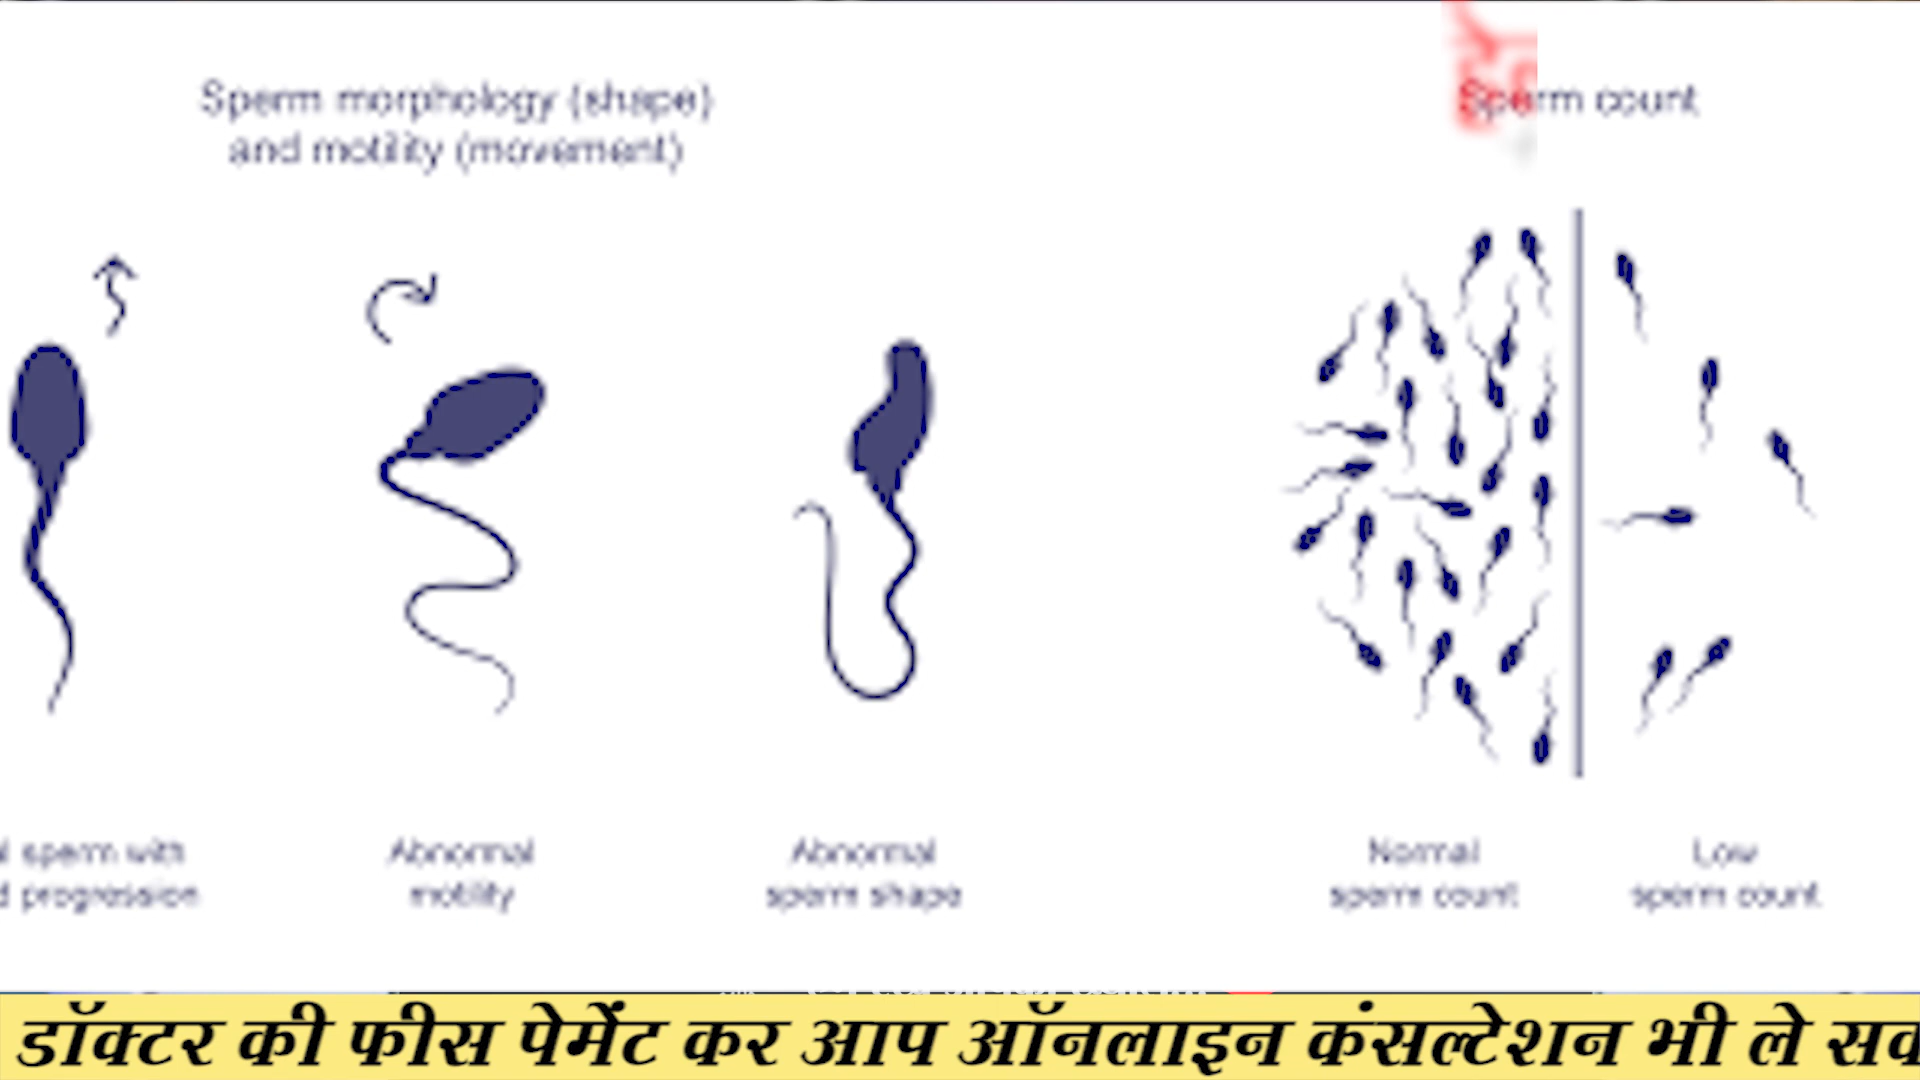 Sperm morphology (shape)
and motility (movement)
Sperm count
sperm with
progression
Abnormal
motility
Abnormal
sperm shape
Normal
sperm count
Low
sperm count
डॉक्टर की फीस पेमेंट कर आप ऑनलाइन कंसल्टेशन भी ले